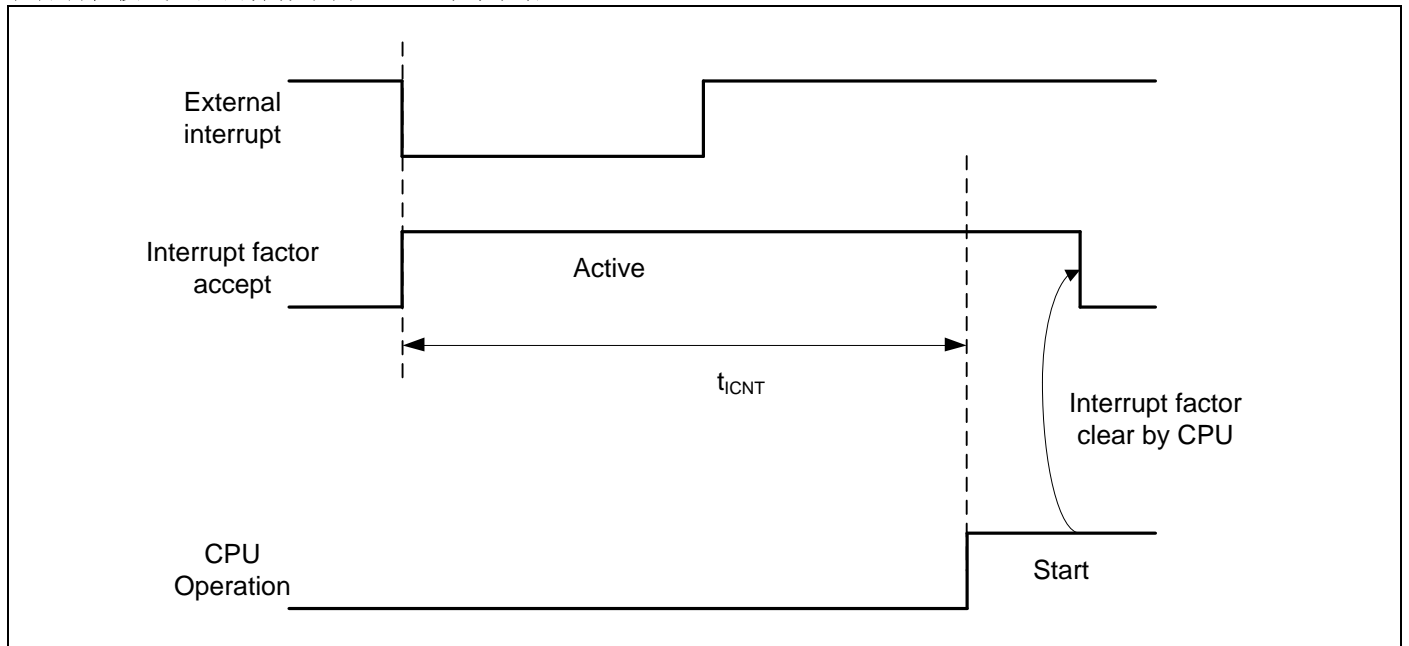 External
interrupt
Interrupt factor
accept
Active
tICNT
Interrupt factor
clear by CPU
CPU
Operation
Start